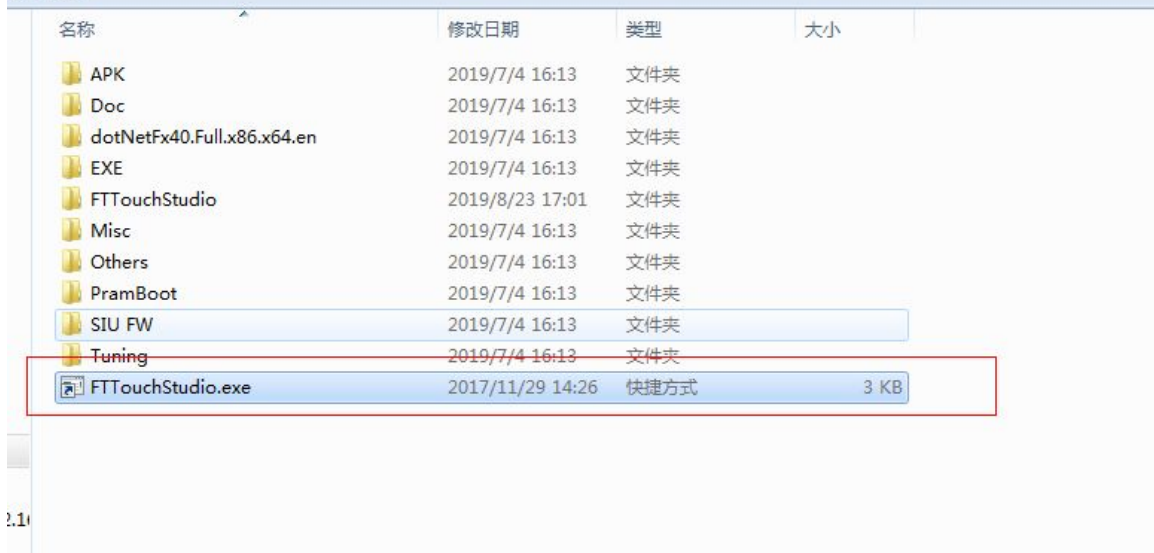 名称 修改日期 类型 大小
APK 2019/7/4 16:13 文件夹
Doc 2019/7/4 16:13 文件夹
dotNetFx40.Full.x86.x64.en 2019/7/4 16:13 文件夹
EXE 2019/7/4 16:13 文件夹
FTTouchStudio 2019/8/23 17:01 文件夹
Misc 2019/7/4 16:13 文件夹
Others 2019/7/4 16:13 文件夹
PramBoot 2019/7/4 16:13 文件夹
SIU FW 2019/7/4 16:13 文件夹
Tuning 2019/7/4 16:13 文件夹
FTTouchStudio.exe 2017/11/29 14:26 快捷方式 3 KB